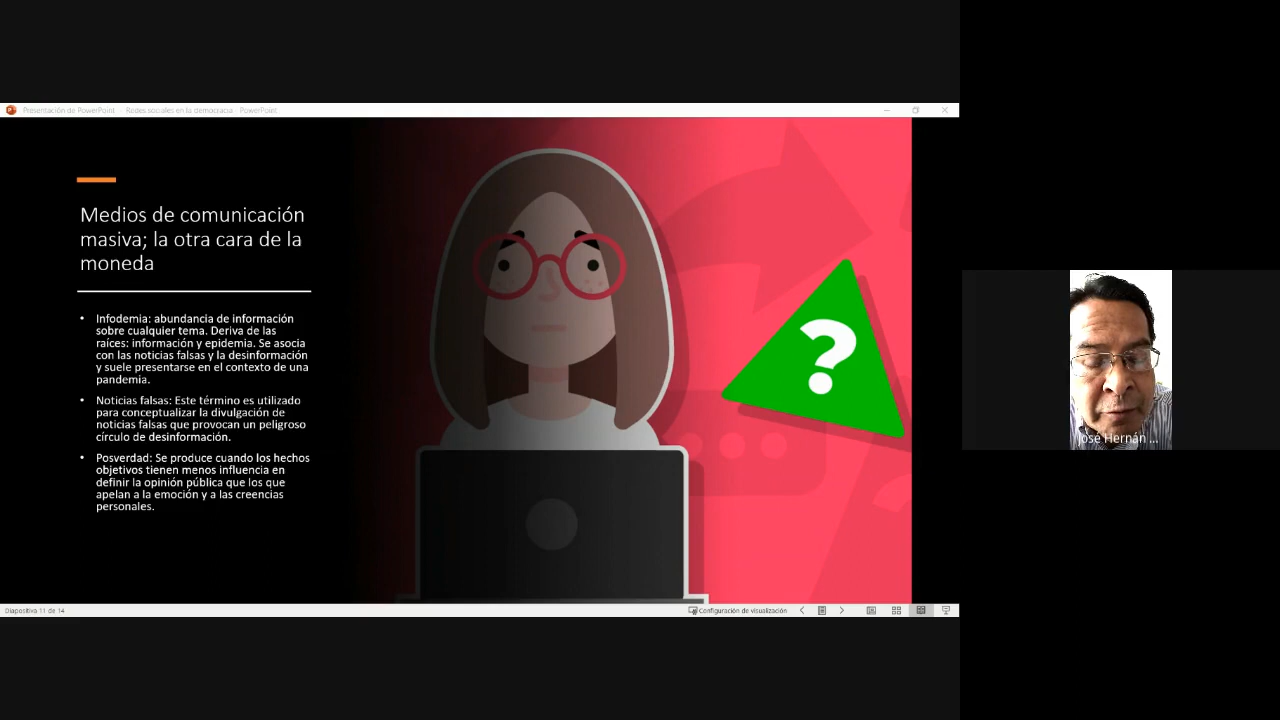 Presentación de PowerPoint - Redes sociales en la democracia - PowerPoint
Medios de comunicación
masiva; la otra cara de la
moneda
• Infodemia: abundancia de información
sobre cualquier tema. Deriva de las
raíces: información y epidemia. Se asocia
con las noticias falsas y la desinformación
y suele presentarse en el contexto de una
pandemia.
• Noticias falsas: Este término es utilizado
para conceptualizar la divulgación de
noticias falsas que provocan un peligroso
círculo de desinformación.
• Posverdad: Se produce cuando los hechos
objetivos tienen menos influencia en
definir la opinión pública que los que
apelan a la emoción y a las creencias
personales.
?
Diapositiva 11 de 14
Configuración de visualización
Jose Hernán ...